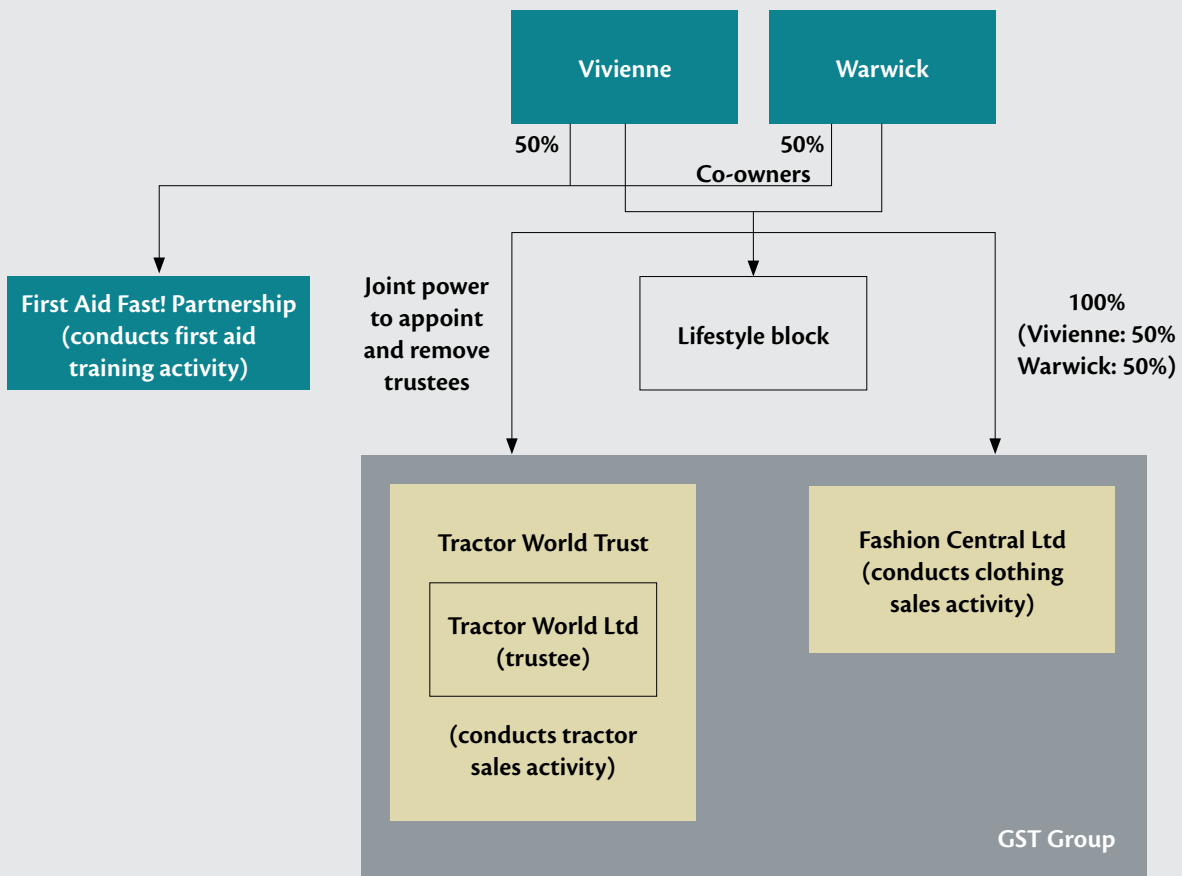 Vivienne
Warwick
50%
50%
Co-owners
First Aid Fast! Partnership
(conducts first aid
training activity)
Joint power
to appoint
and remove
trustees
Lifestyle block
100%
(Vivienne: 50%
Warwick: 50%)
Tractor World Trust
Tractor World Ltd
(trustee)
(conducts tractor
sales activity)
Fashion Central Ltd
(conducts clothing
sales activity)
GST Group